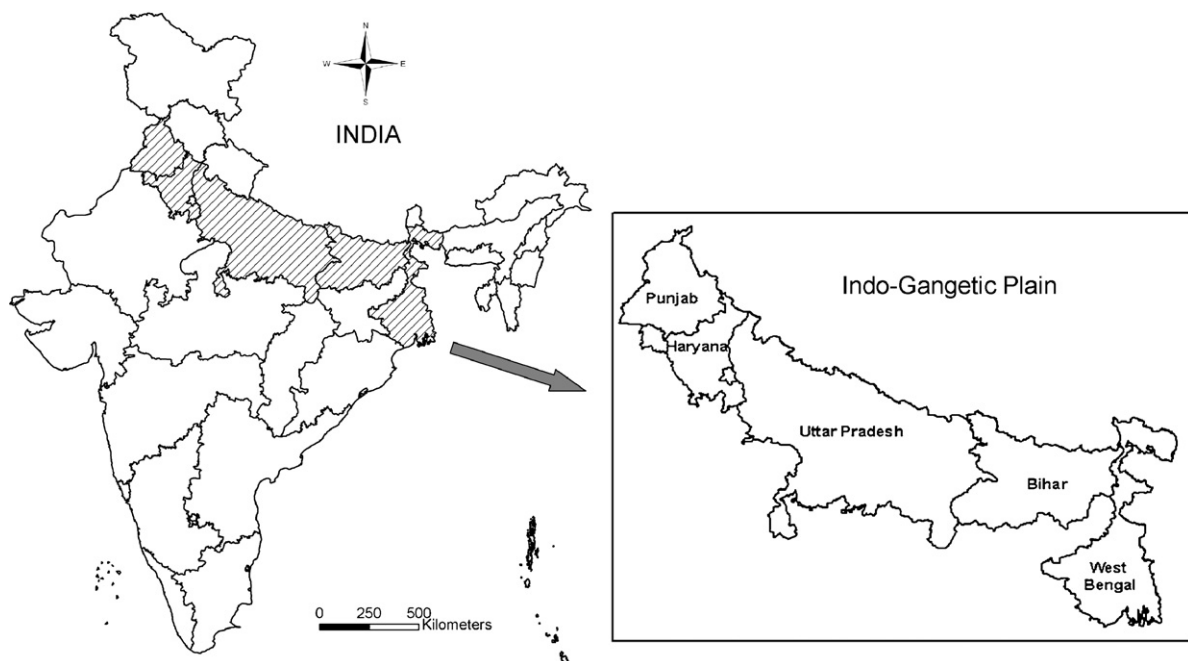 N
W E
S
INDIA
0 250 500
Kilometers
Indo-Gangetic Plain
Punjab
Haryana
Uttar Pradesh
Bihar
West
Bengal